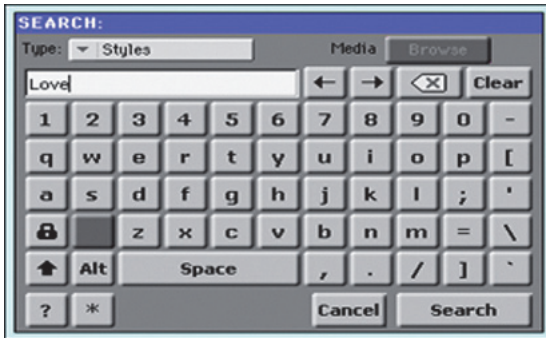 SEARCH:
Type: Styles Media Browse
Love ← → Clear
1 2 3 4 5 6 7 8 9 0 -
q w e r t y u i o p [
a s d f g h j k l ; '
z x c v b n m = \
Alt Space , . / ] `
? * Cancel Search